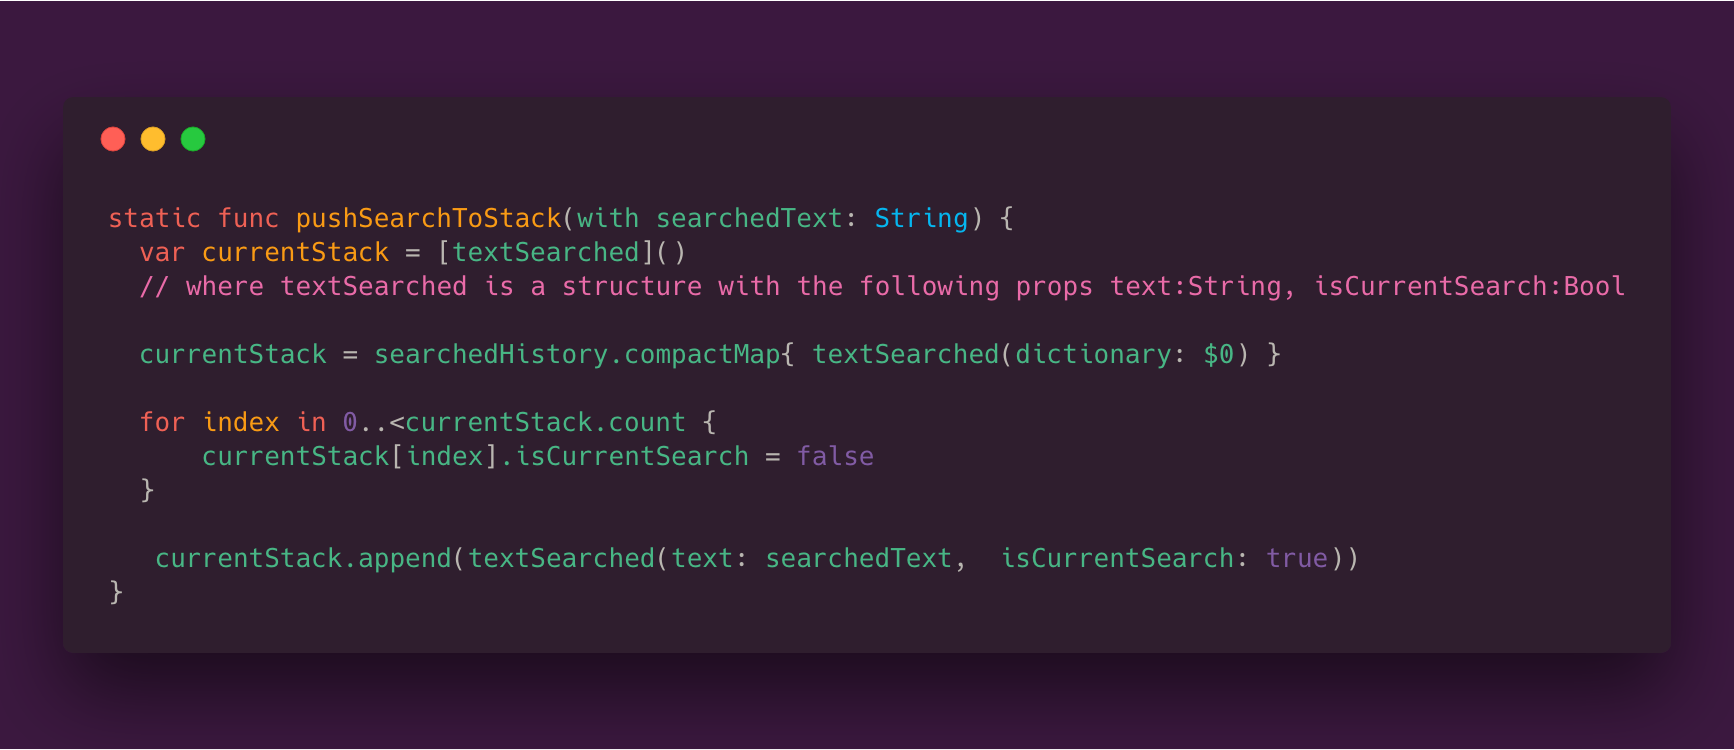 static func pushSearchToStack(with searchedText: String) {
  var currentStack = [textSearched]()
  // where textSearched is a structure with the following props text:String, isCurrentSearch:Bool

  currentStack = searchedHistory.compactMap{ textSearched(dictionary: $0) }

  for index in 0..<currentStack.count {
      currentStack[index].isCurrentSearch = false
  }

   currentStack.append(textSearched(text: searchedText,  isCurrentSearch: true))
}